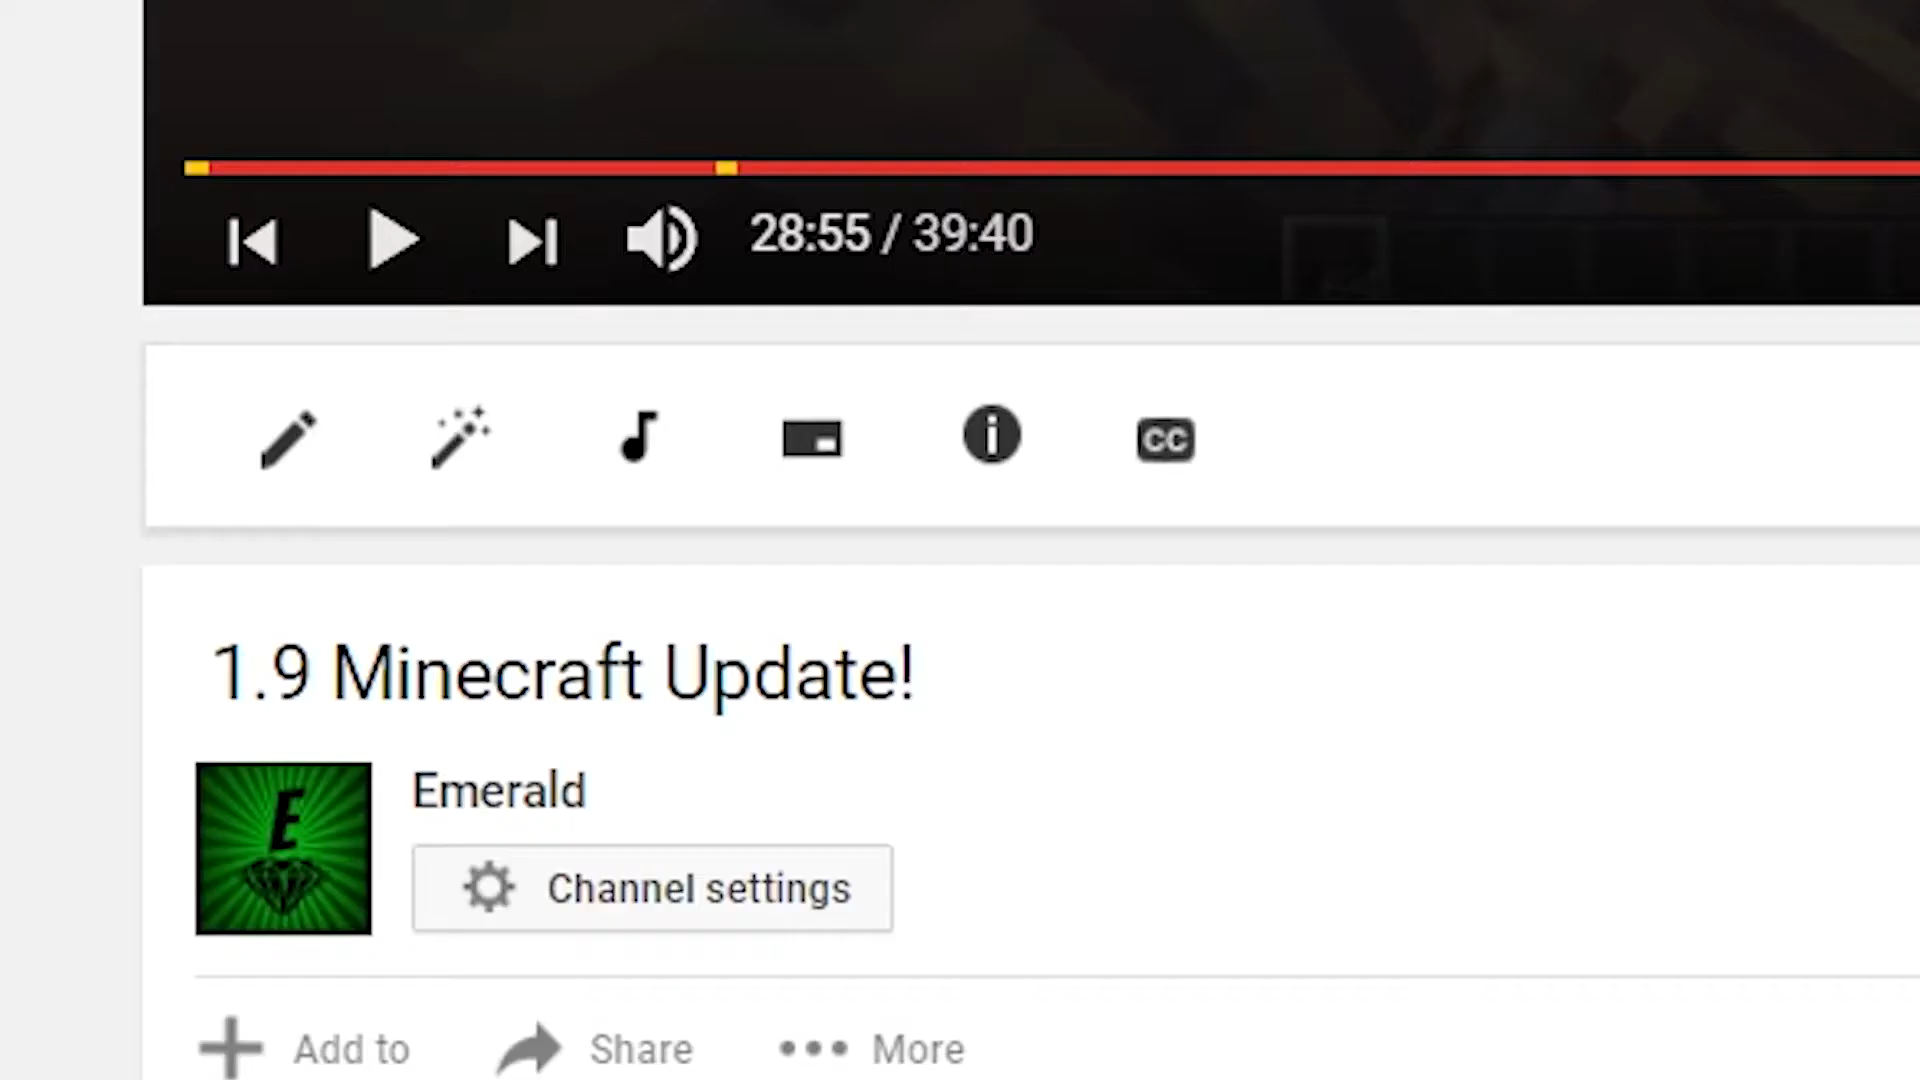 28:55 / 39:40
CC
1.9 Minecraft Update!
E
Emerald
Channel settings
Add to
Share
More